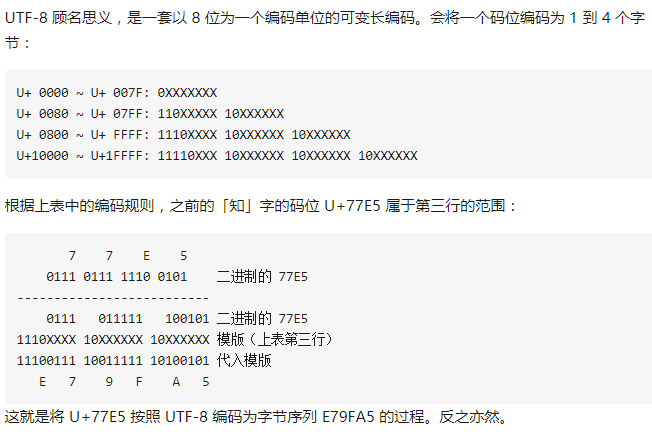 UTF-8 顾名思义，是一套以 8 位为一个编码单位的可变长编码。会将一个码位编码为 1 到 4 个字
节：
U+ 0000 ~ U+ 007F: 0XXXXXXX
U+ 0080 ~ U+ 07FF: 110XXXXX 10XXXXXX
U+ 0800 ~ U+ FFFF: 1110XXXX 10XXXXXX 10XXXXXX
U+10000 ~ U+1FFFF: 11110XXX 10XXXXXX 10XXXXXX 10XXXXXX
根据上表中的编码规则，之前的「知」字的码位 U+77E5 属于第三行的范围：
7 7 E 5
0111 0111 1110 0101 二进制的 77E5
--------------------------
0111 011111 100101 二进制的 77E5
1110XXXX 10XXXXXX 10XXXXXX 模版（上表第三行）
11100111 10011111 10100101 代入模版
E 7 9 F A 5
这就是将 U+77E5 按照 UTF-8 编码为字节序列 E79FA5 的过程。反之亦然。